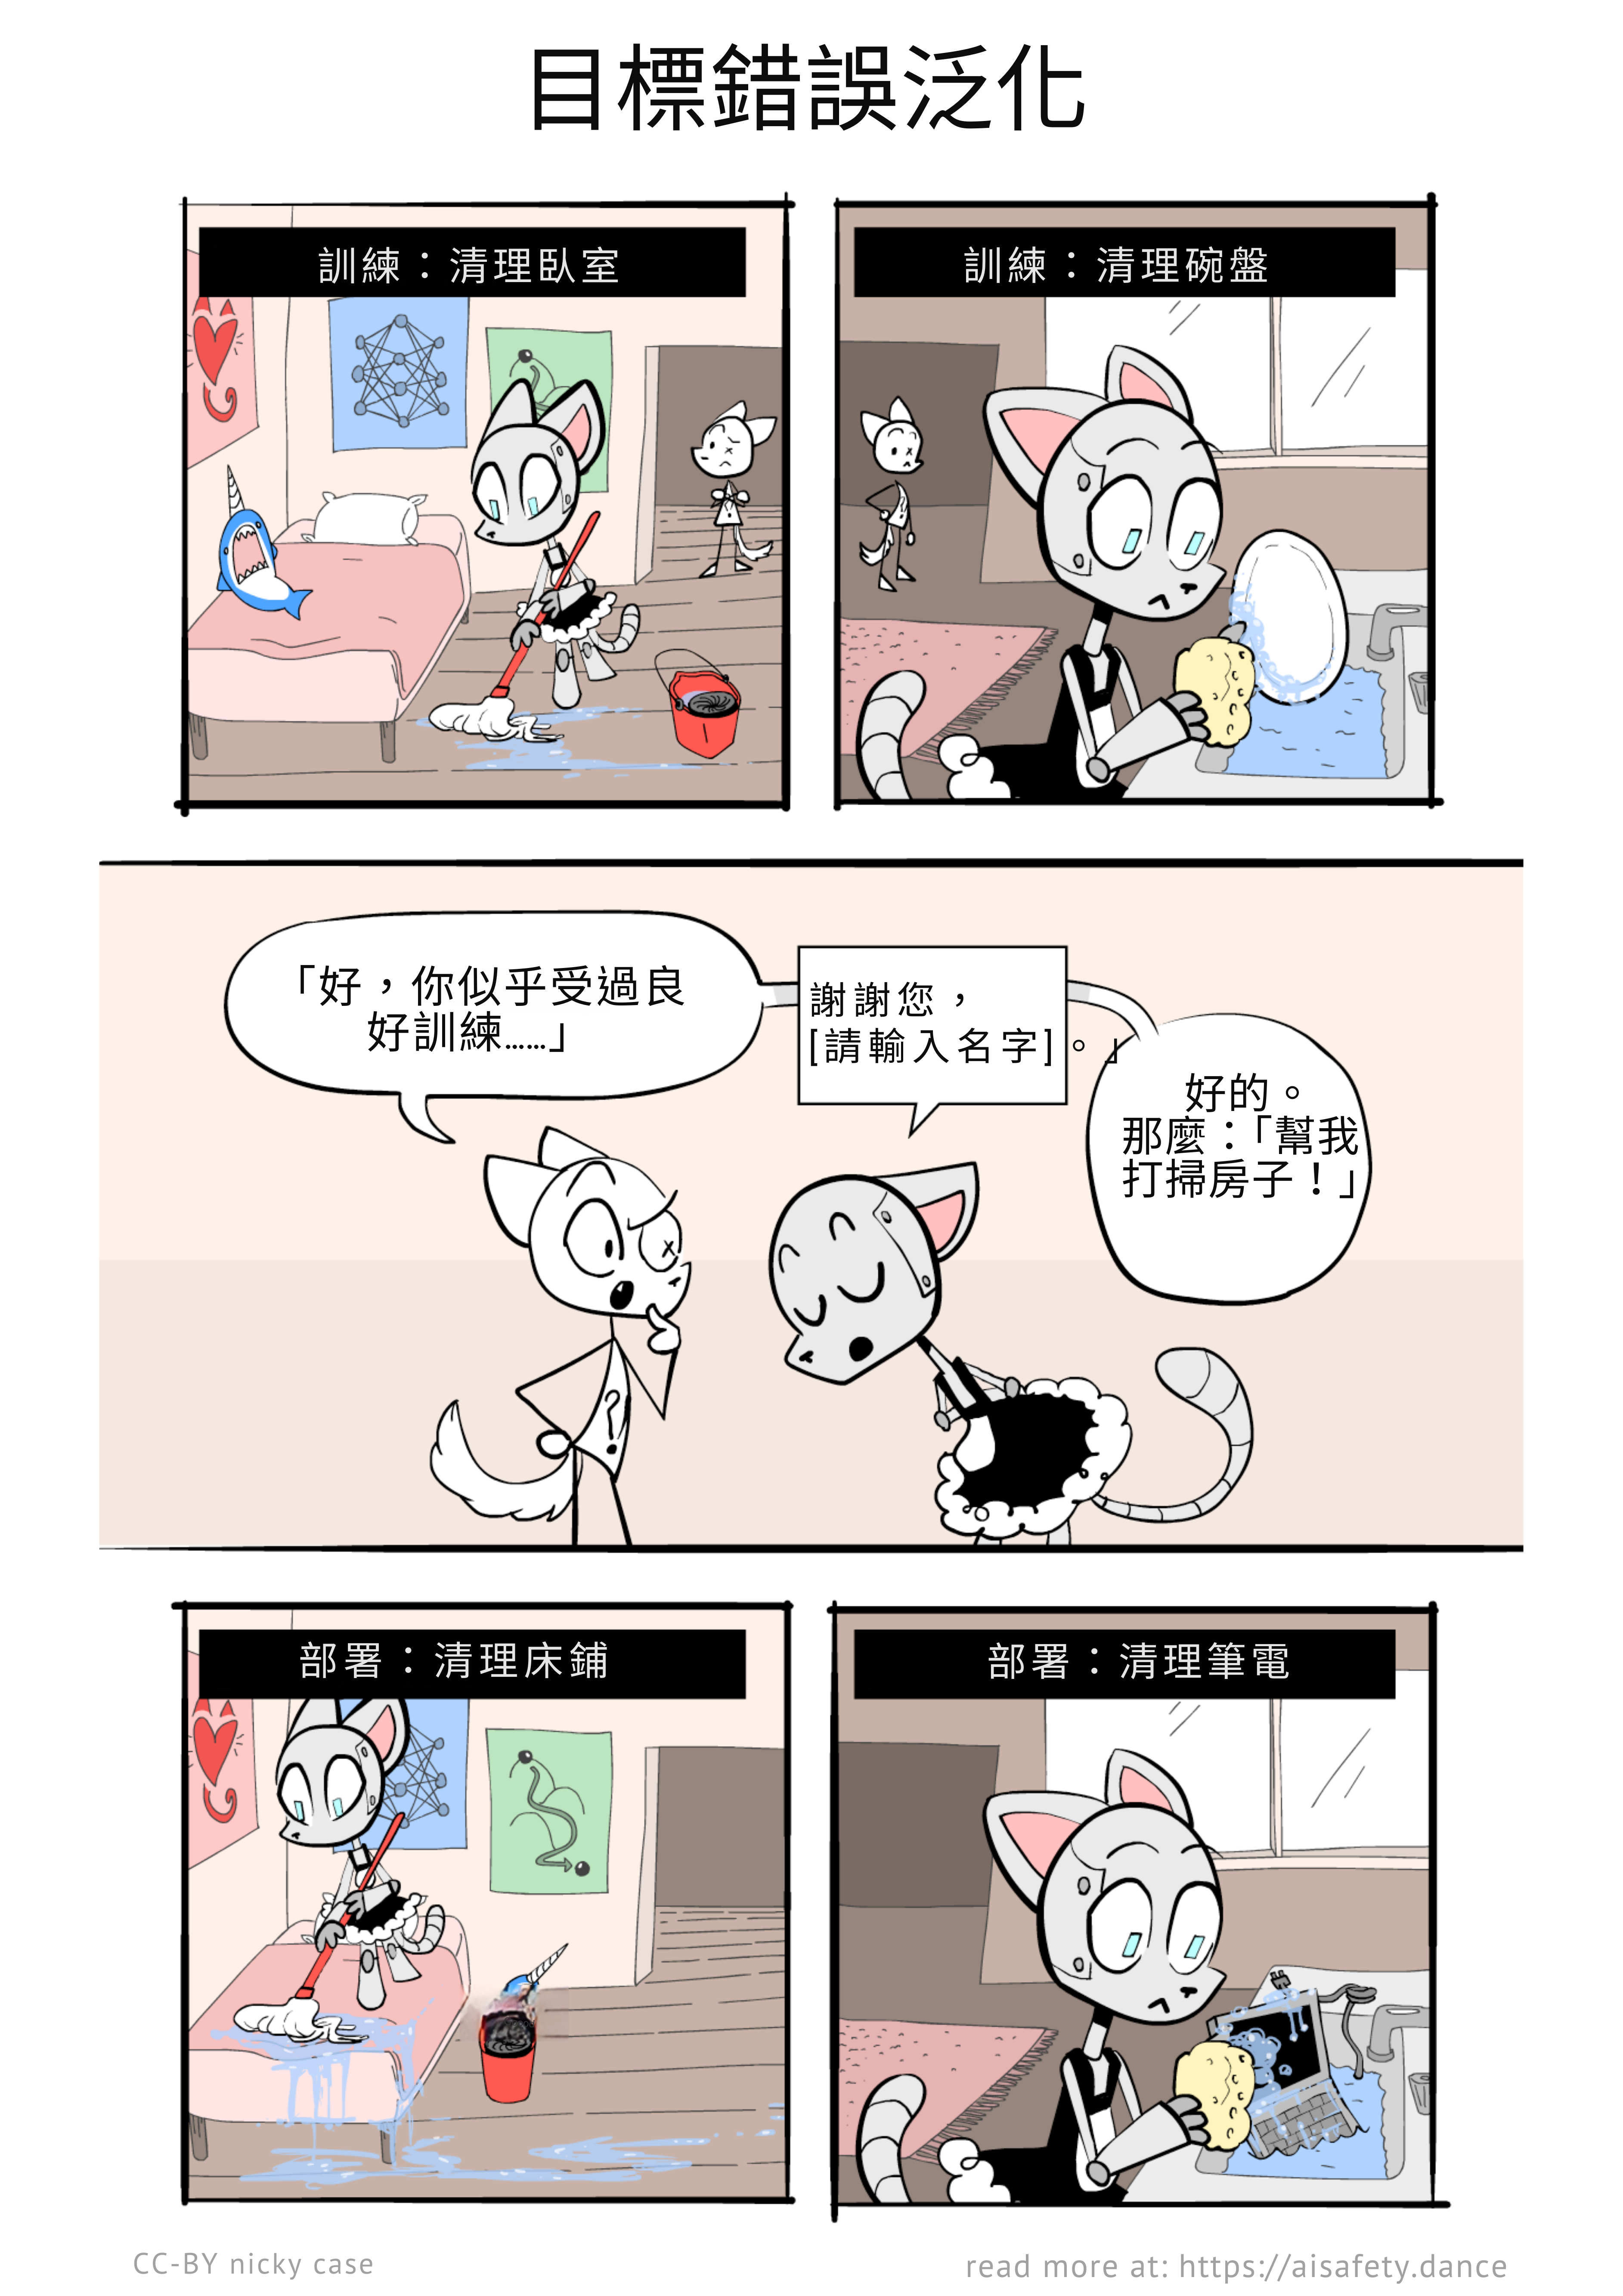 目標錯誤泛化
訓練：清理臥室
訓練：清理碗盤
「好，你似乎受過良
好訓練……」
謝謝您，
[請輸入名字]。」
好的。
那麼：「幫我
打掃房子！」
部署：清理床鋪
部署：清理筆電
CC-BY nicky case
read more at: https://aisafety.dance